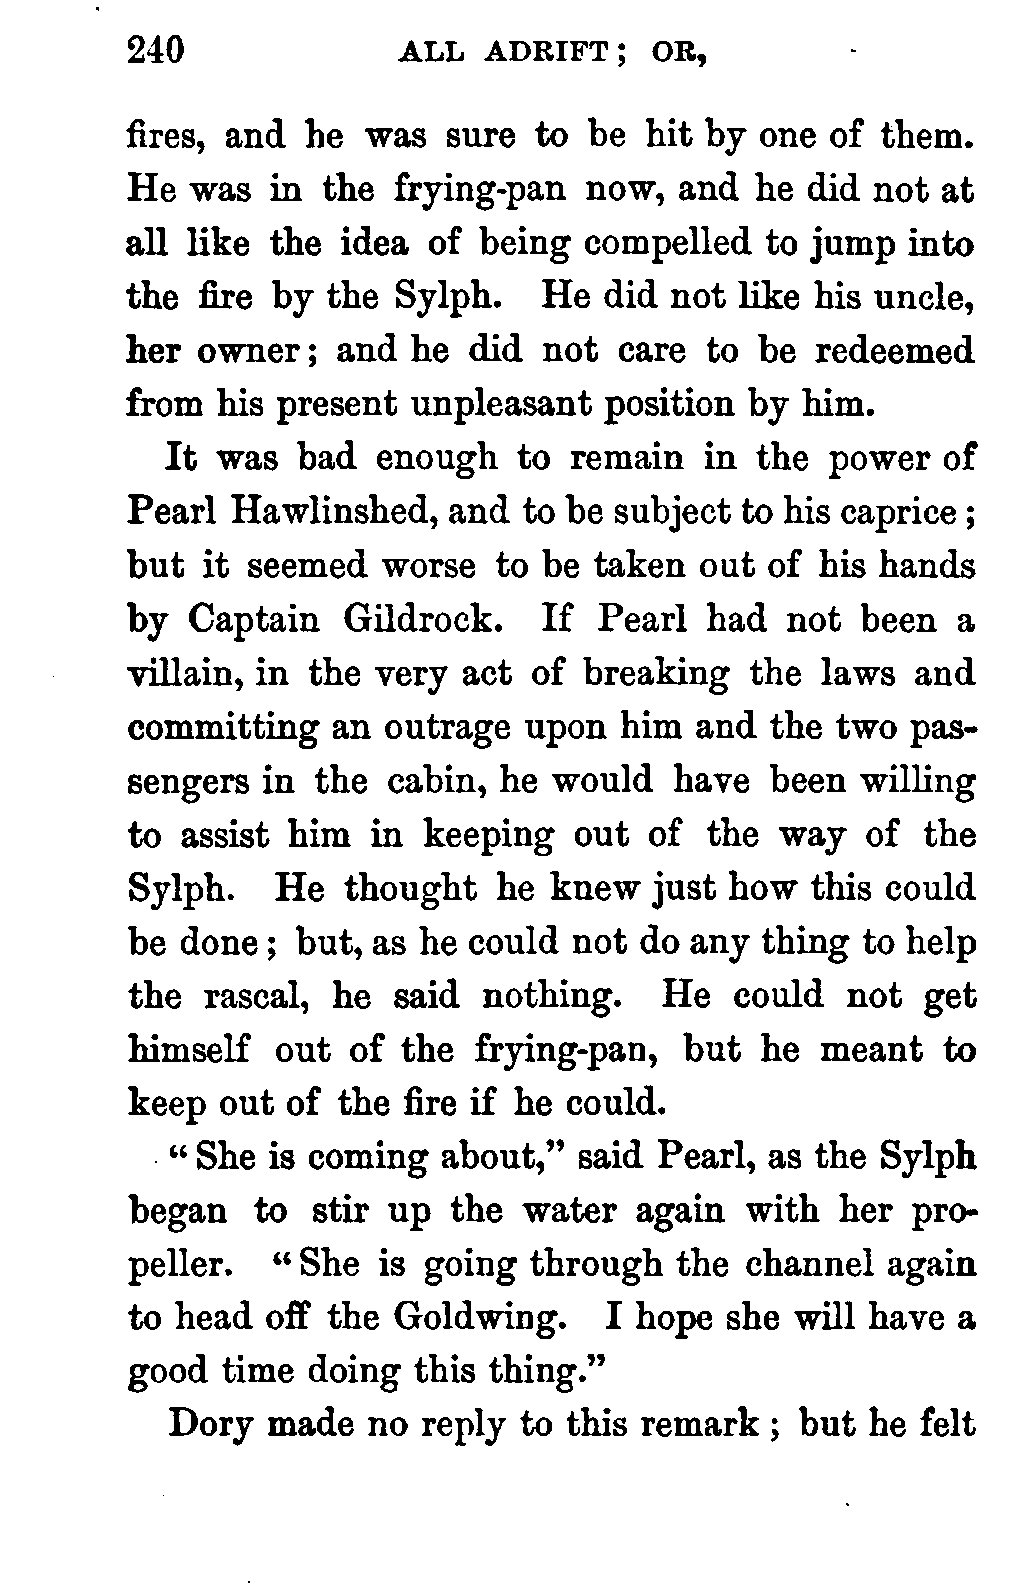 240 ALL ADRIFT; OR,
fires, and he was sure to be hit by one of them.
He was in the frying-pan now, and he did not at
all like the idea of being compelled to jump into
the fire by the Sylph. He did not like his uncle,
her owner; and he did not care to be redeemed
from his present unpleasant position by him.
It was bad enough to remain in the power of
Pearl Hawlinshed, and to be subject to his caprice;
but it seemed worse to be taken out of his hands
by Captain Gildrock. If Pearl had not been a
villain, in the very act of breaking the laws and
committing an outrage upon him and the two pas-
sengers in the cabin, he would have been willing
to assist him in keeping out of the way of the
Sylph. He thought he knew just how this could
be done; but, as he could not do any thing to help
the rascal, he said nothing. He could not get
himself out of the frying-pan, but he meant to
keep out of the fire if he could.
“She is coming about,” said Pearl, as the Sylph
began to stir up the water again with her pro-
peller. “She is going through the channel again
to head off the Goldwing. I hope she will have a
good time doing this thing.”
Dory made no reply to this remark; but he felt